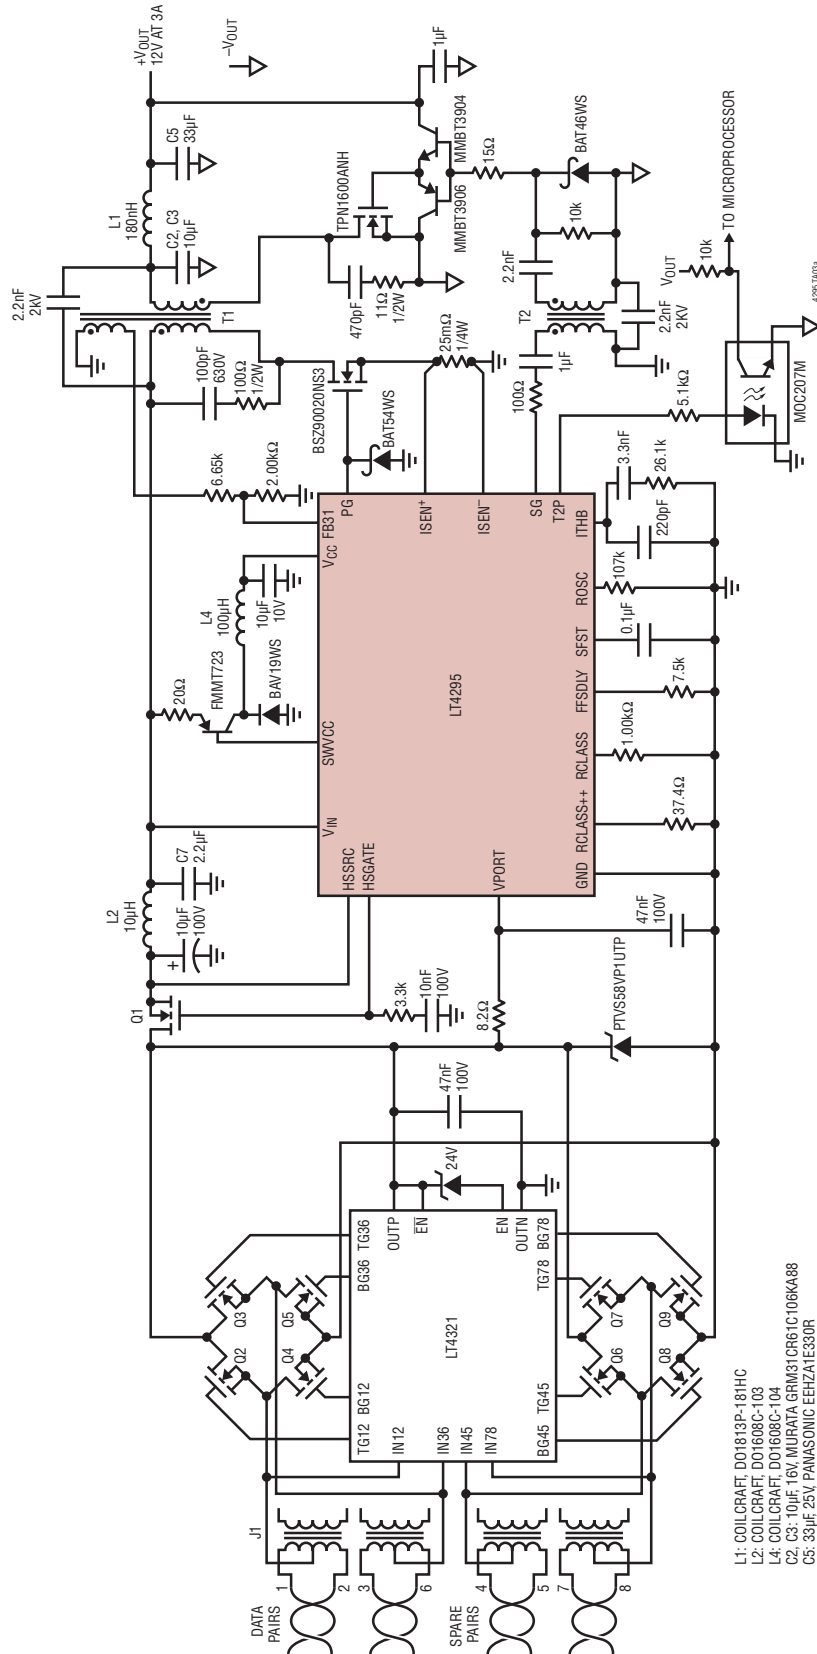 DATA
PAIRS
1
2
3
6
J1
SPARE
PAIRS
4
5
7
8
Q2
Q3
Q4
Q5
TG12
BG12
BG36
TG36
IN12
IN36
IN45
IN78
LT4321
OUTP
EN
EN
OUTN
BG45
TG45
TG78
BG78
Q6
Q7
Q8
Q9
24V
47nF
100V
Q1
3.3k
10nF
100V
8.2Ω
PTVS58VP1UTP
47nF
100V
+
10µF
100V
L2
10µH
C7
2.2µF
HSSRC
HSGATE
VPORT
GND
RCLASS++
RCLASS
FFSDLY
SFST
ROSC
ITHB
VIN
SWVCC
VCC
FB31
PG
ISEN+
ISEN–
SG
T2P
LT4295
37.4Ω
1.00kΩ
7.5k
0.1µF
107k
220pF
3.3nF
26.1k
20Ω
FMMT723
BAV19WS
L4
100µH
10µF
10V
6.65k
2.00kΩ
BSZ90020NS3
BAT54WS
25mΩ
1/4W
100pF
630V
100Ω
1/2W
2.2nF
2kV
T1
C2, C3
10µF
L1
180nH
C5
33µF
+VOUT
12V AT 3A
–VOUT
470pF
11Ω
1/2W
TPN1600ANH
MMBT3906
MMBT3904
1µF
15Ω
100Ω
1µF
T2
2.2nF
10k
BAT46WS
2.2nF
2KV
5.1kΩ
MOC207M
VOUT
10k
TO MICROPROCESSOR
L1: COILCRAFT, DO1813P-181HC
L2: COILCRAFT, DO1608C-103
L4: COILCRAFT, DO1608C-104
C2, C3: 10µF, 16V, MURATA GRM31CR61C106KA88
C5: 33µF, 25V, PANASONIC EEHZA1E330R
4295 TA03a